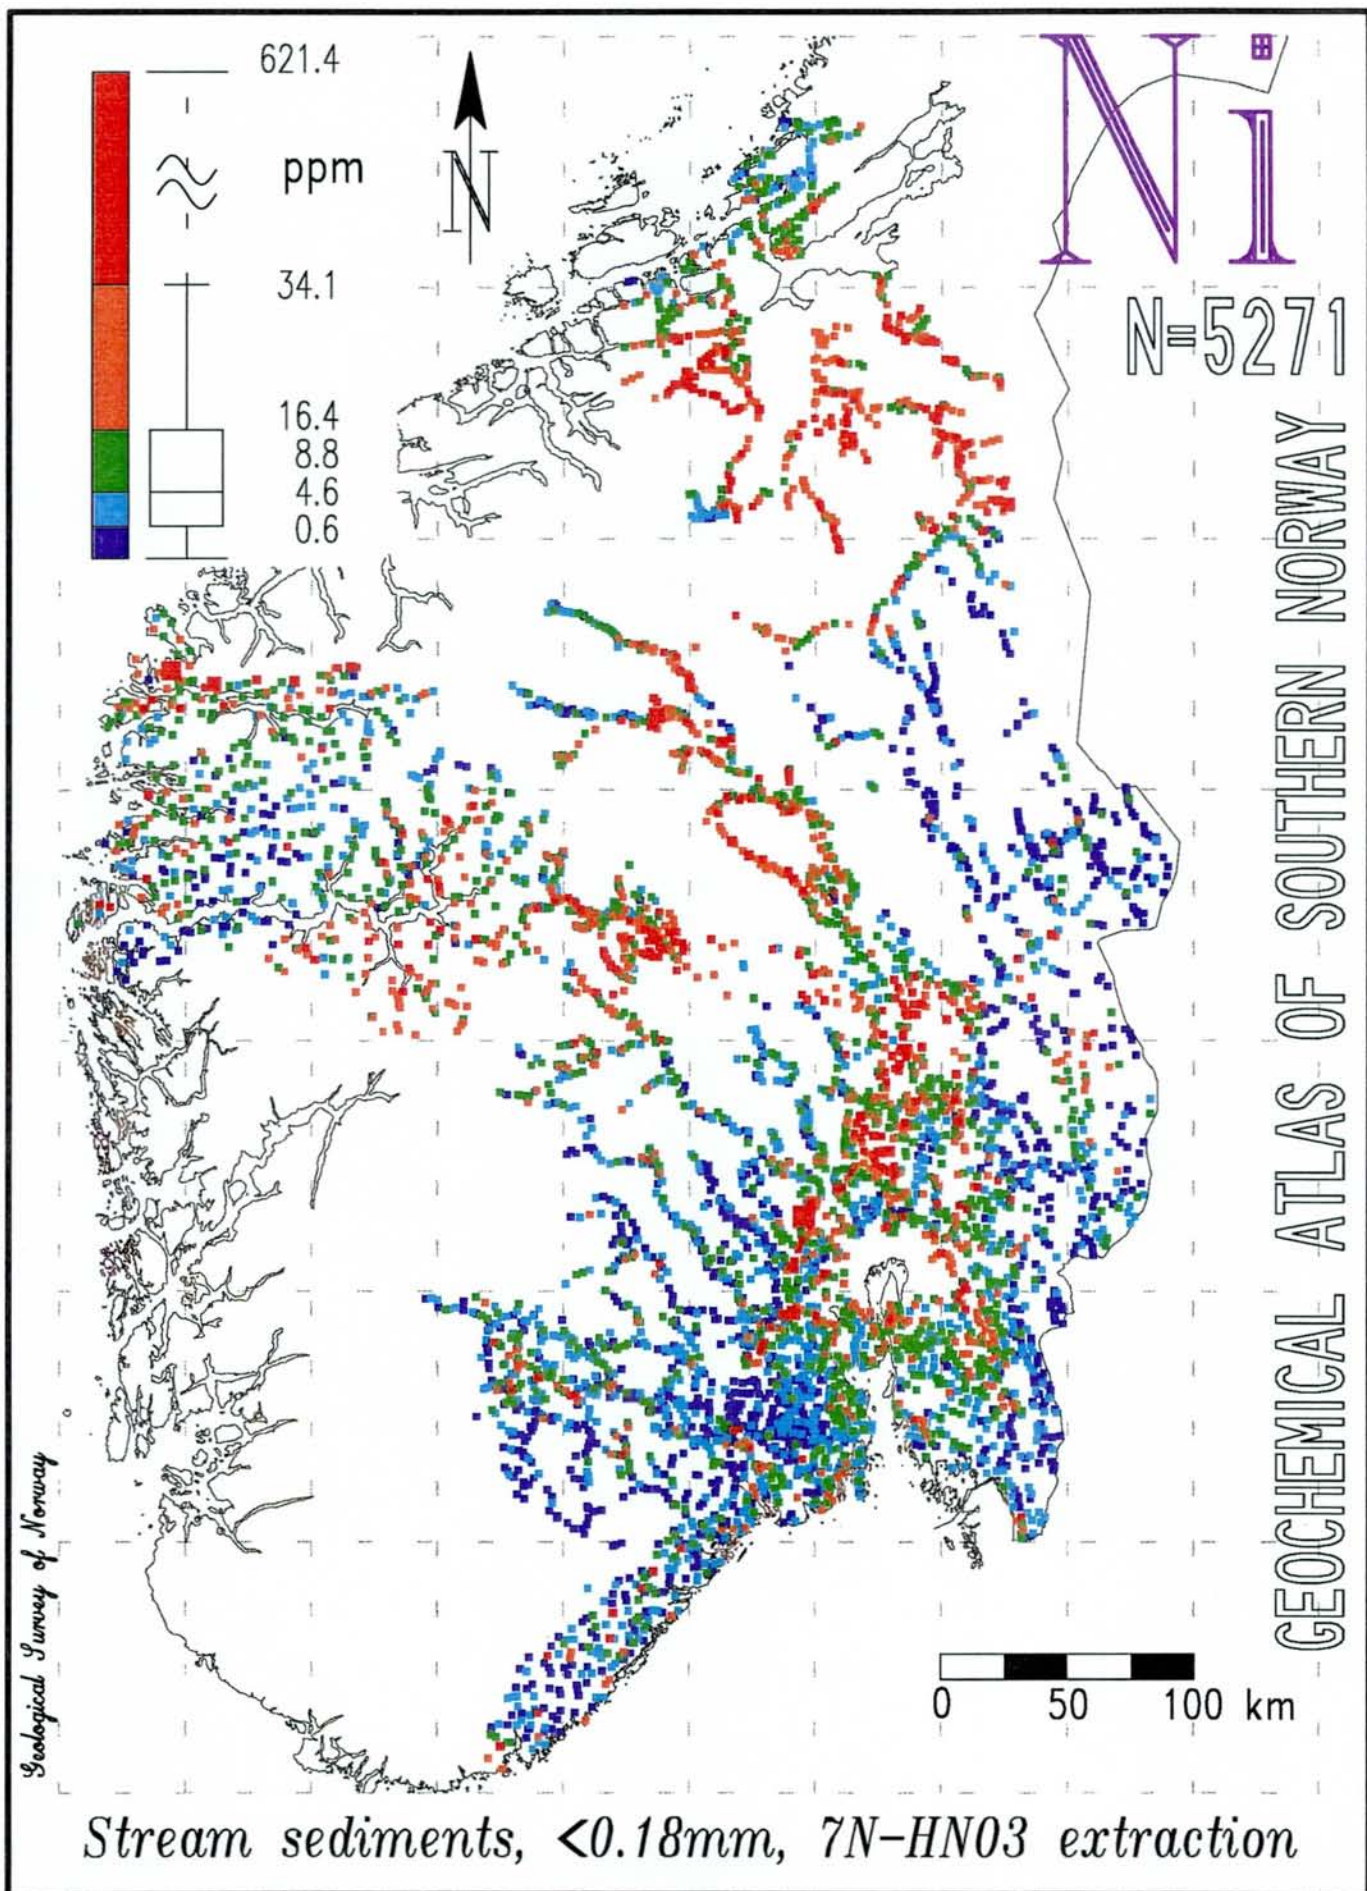 Ni
621.4
ppm
N
34.1
N=5271
16.4
8.8
4.6
0.6
GEOCHEMICAL ATLAS OF SOUTHERN NORWAY
Geological Survey of Norway
0 50 100 km
Stream sediments, <0.18mm, 7N-HNO3 extraction